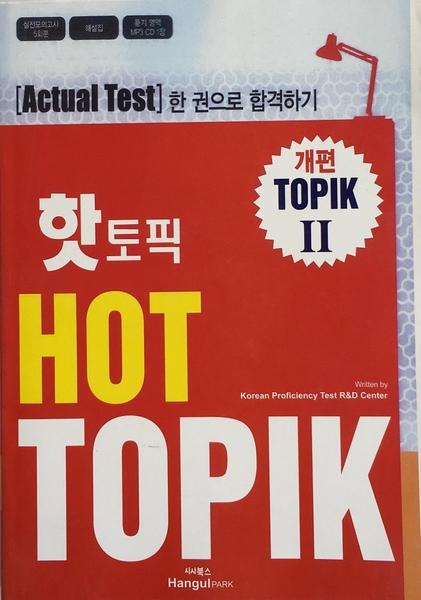 실전모의고사
5회분
해설집
듣기 영역
MP3 CD 1장
[Actual Test] 한 권으로 합격하기
개편
TOPIK
II
핫토픽
HOT
TOPIK
Written by
Korean Proficiency Test R&D Center
시사북스
HangulPARK